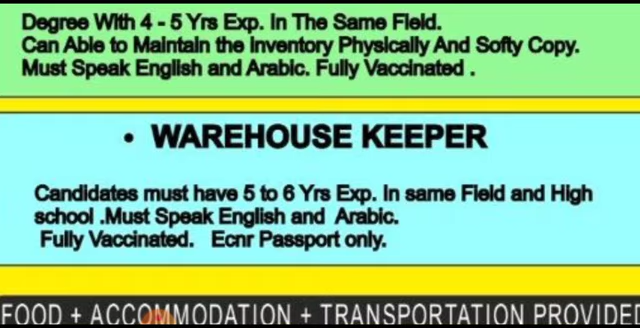 Degree With 4 - 5 Yrs Exp. In The Same Field.
Can Able to Maintain the Inventory Physically And Softy Copy.
Must Speak English and Arabic. Fully Vaccinated .
• WAREHOUSE KEEPER
Candidates must have 5 to 6 Yrs Exp. In same Field and High
school .Must Speak English and Arabic.
Fully Vaccinated. Ecnr Passport only.
FOOD + ACCOMMODATION + TRANSPORTATION PROVIDED